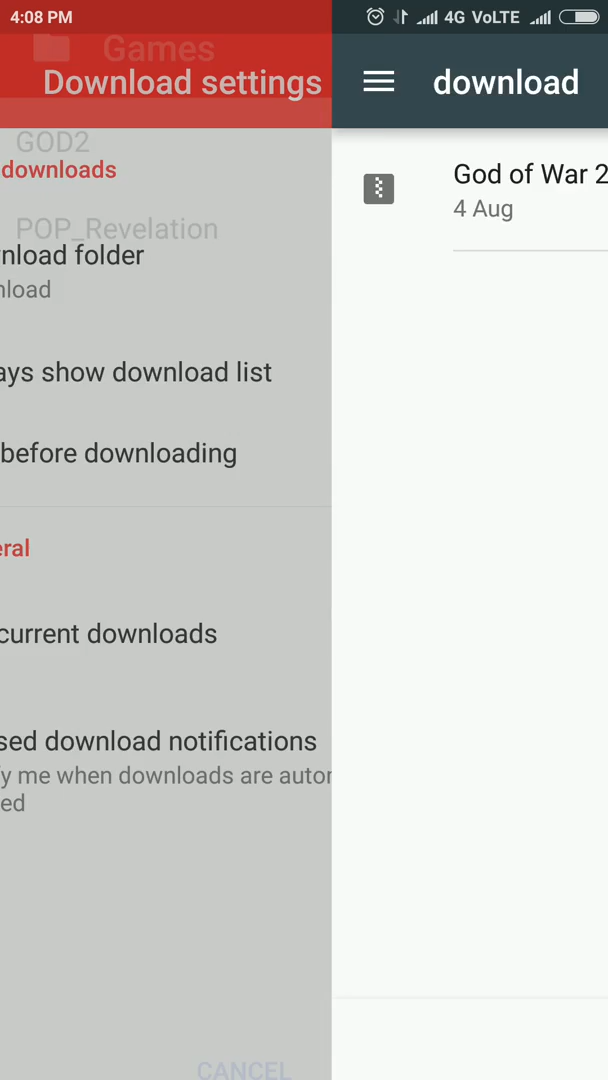 4:08 PM
4G VoLTE
Games
Download settings
download
GOD2
downloads
God of War 2
4 Aug
POP_Revelation
nload folder
nload
ays show download list
before downloading
eral
current downloads
sed download notifications
fy me when downloads are autor
ed
CANCEL